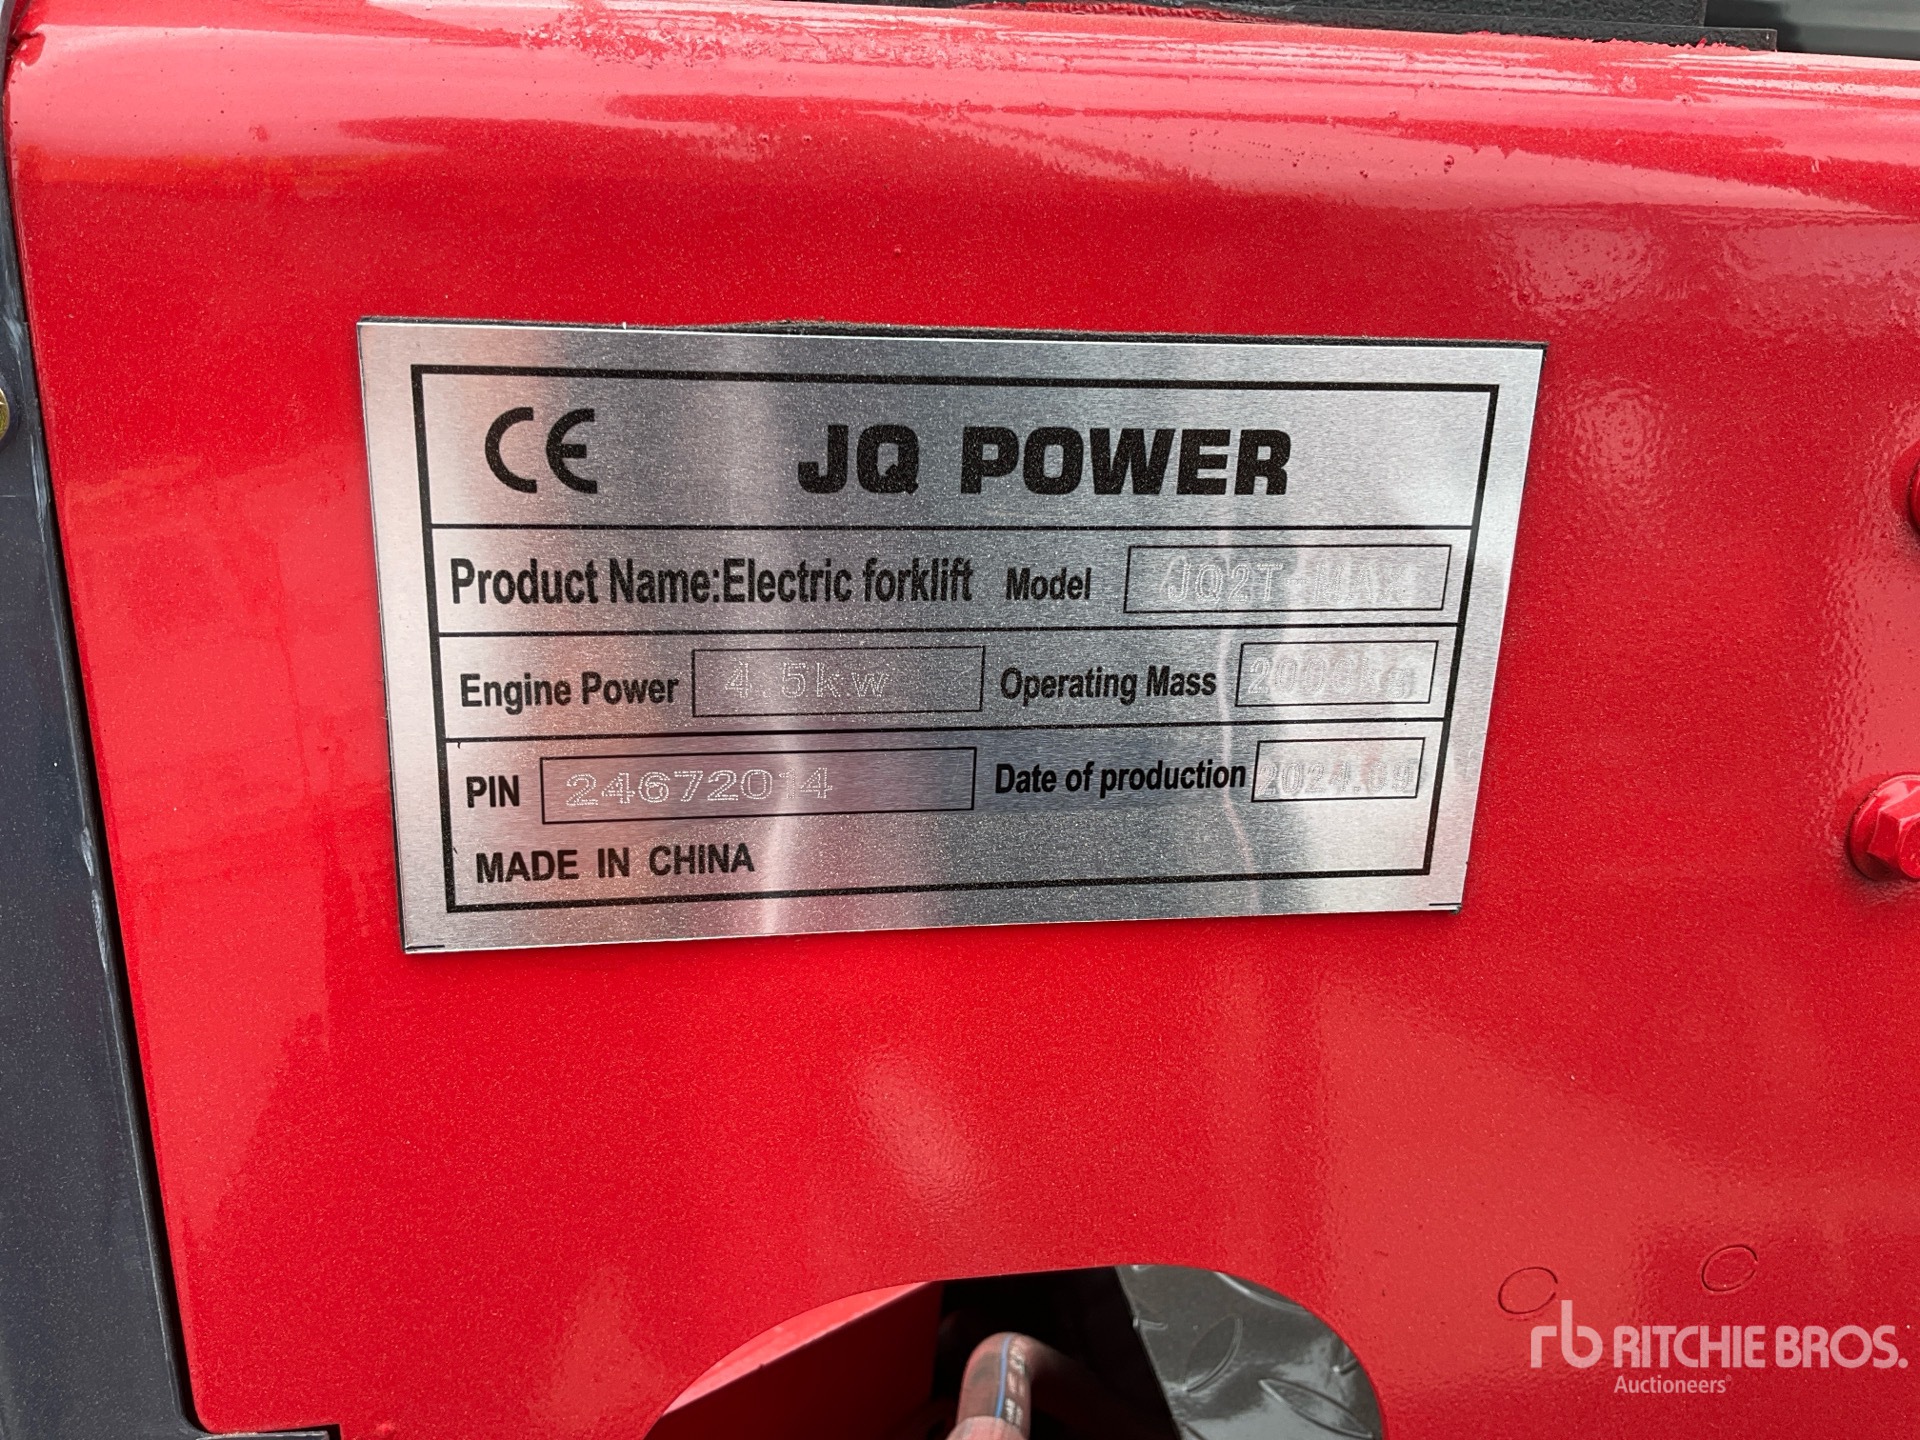 CE JQ POWER
Product Name:Electric forklift Model JQ2T-MAX
Engine Power 4.5kw Operating Mass
PIN 24672014 Date of production 2024.09
MADE IN CHINA
rb RITCHIE BROS.
Auctioneers